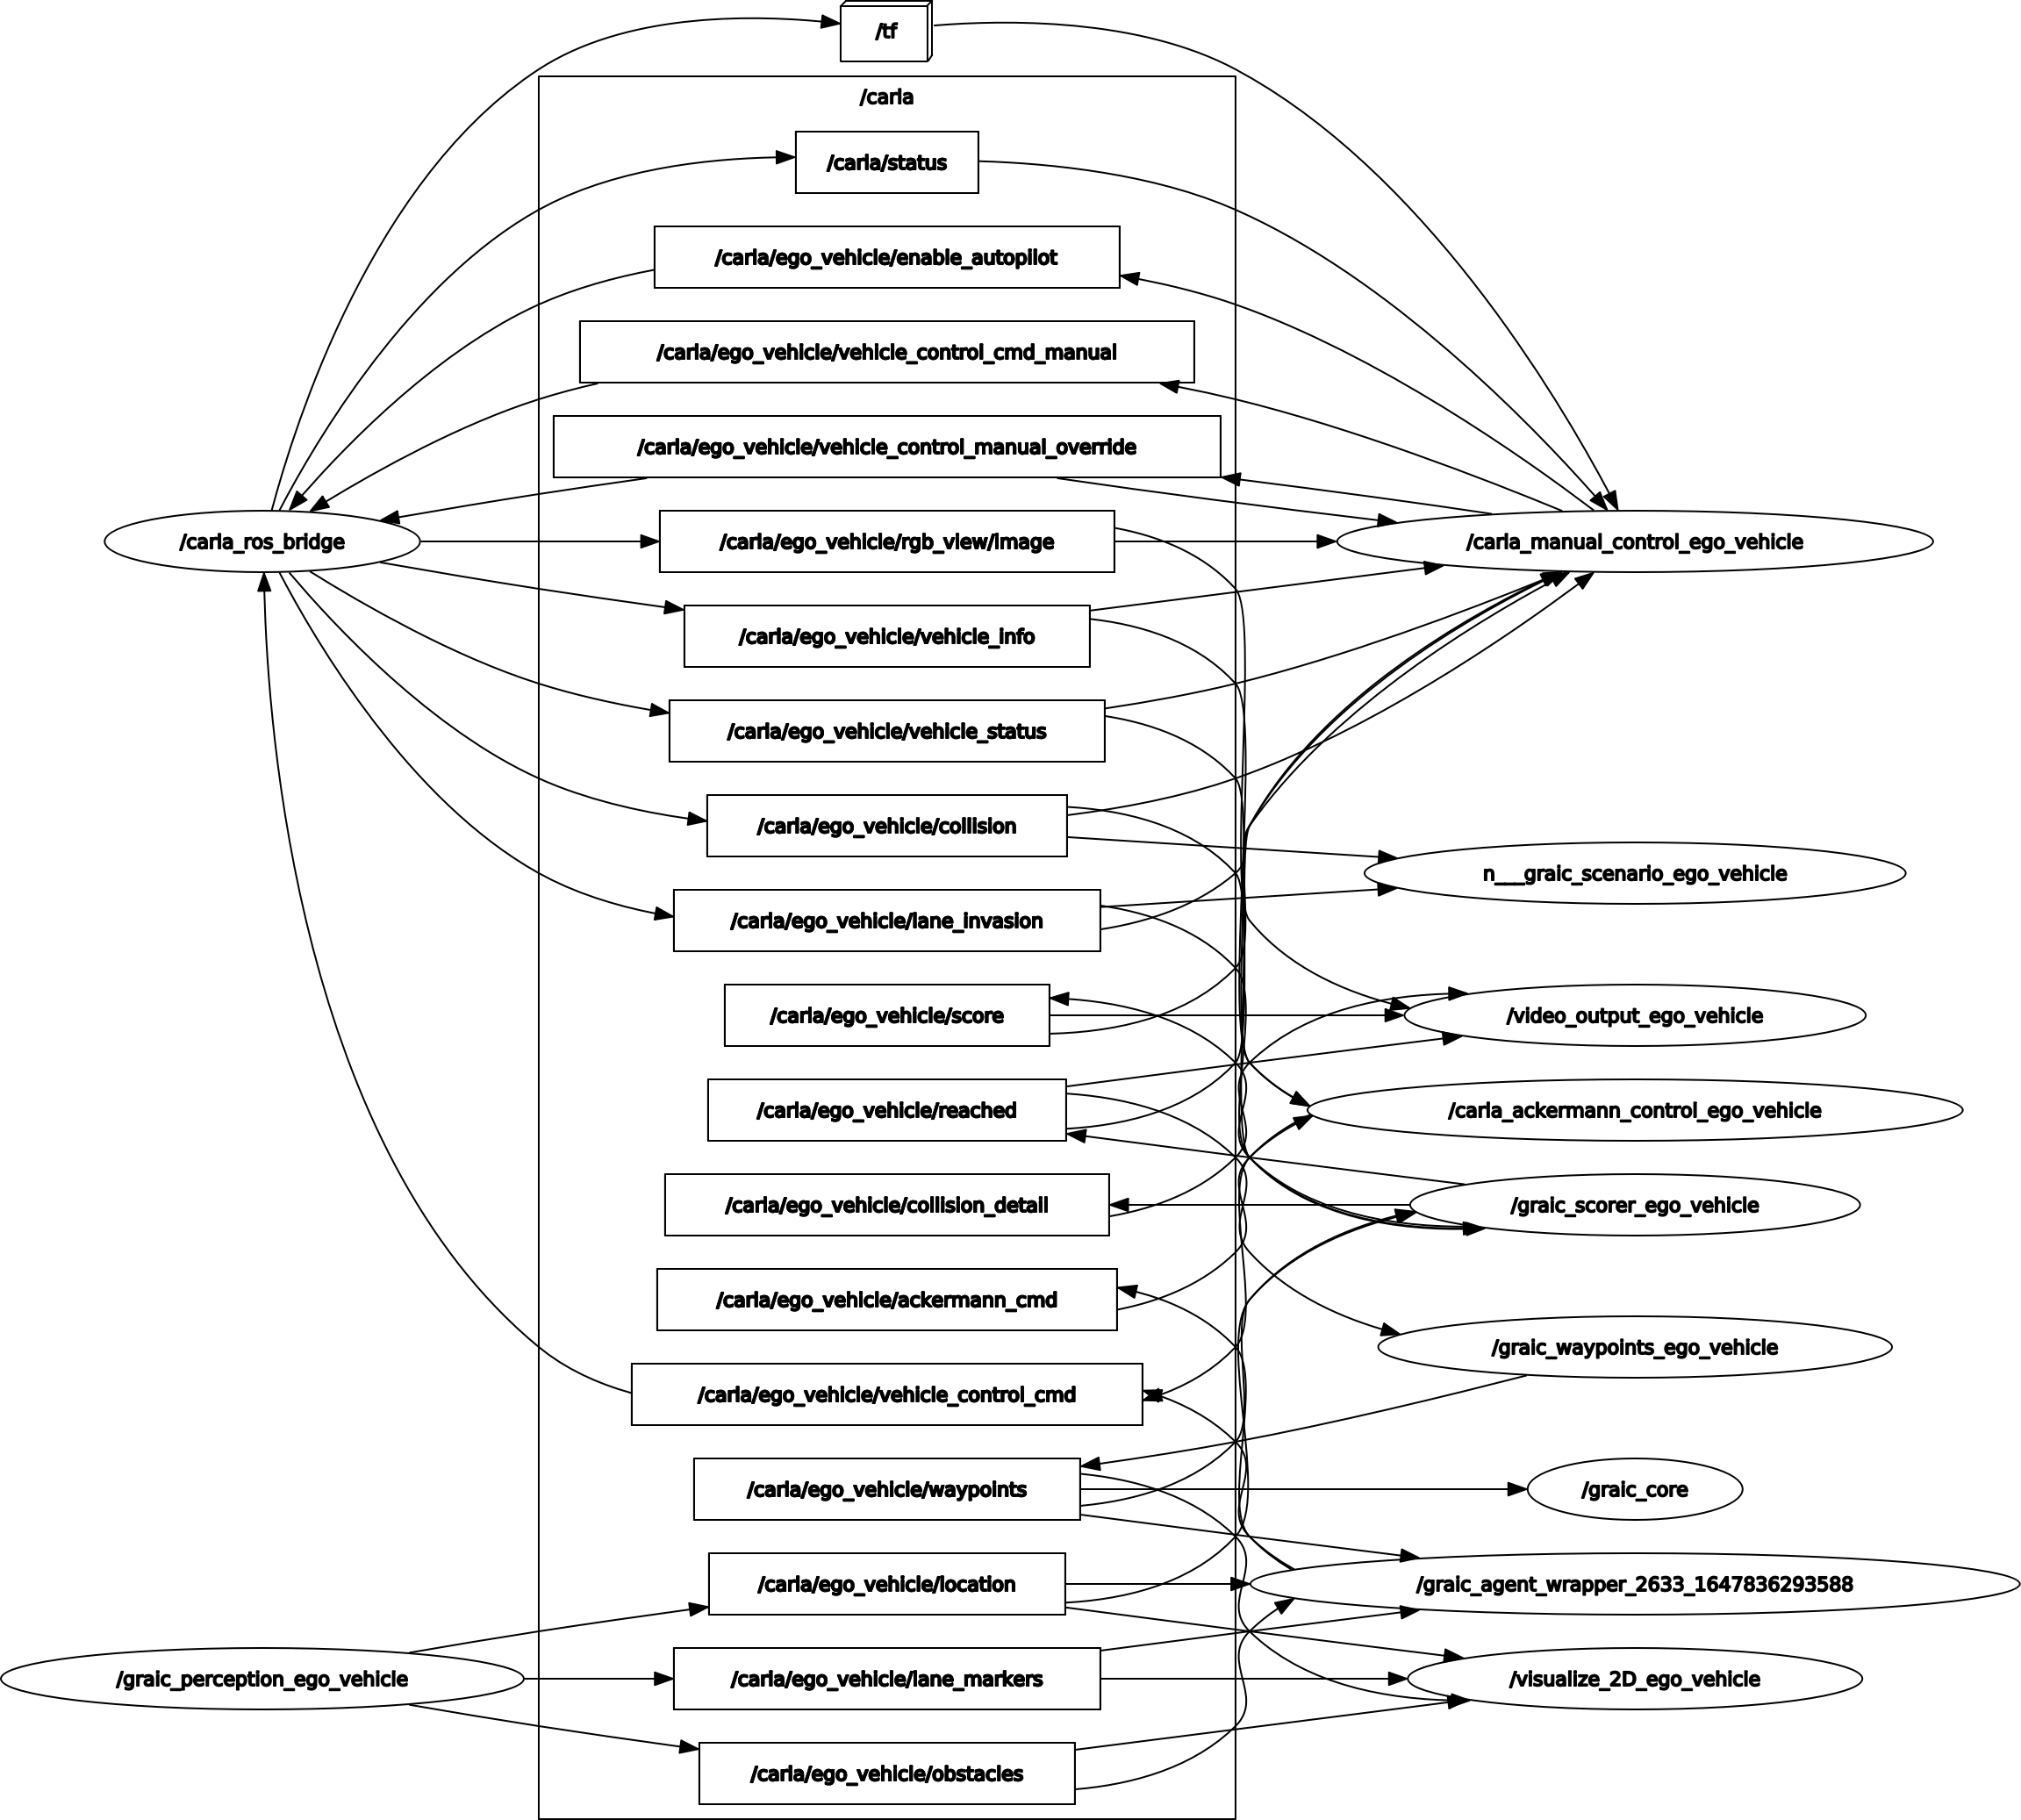 /tf
/carla
/carla/status
/carla/ego_vehicle/enable_autopilot
/carla/ego_vehicle/vehicle_control_cmd_manual
/carla/ego_vehicle/vehicle_control_manual_override
/carla_ros_bridge
/carla/ego_vehicle/rgb_view/image
/carla_manual_control_ego_vehicle
/carla/ego_vehicle/vehicle_info
/carla/ego_vehicle/vehicle_status
/carla/ego_vehicle/collision
n___graic_scenario_ego_vehicle
/carla/ego_vehicle/lane_invasion
/carla/ego_vehicle/score
/video_output_ego_vehicle
/carla/ego_vehicle/reached
/carla_ackermann_control_ego_vehicle
/carla/ego_vehicle/collision_detail
/graic_scorer_ego_vehicle
/carla/ego_vehicle/ackermann_cmd
/graic_waypoints_ego_vehicle
/carla/ego_vehicle/vehicle_control_cmd
/carla/ego_vehicle/waypoints
/graic_core
/carla/ego_vehicle/location
/graic_agent_wrapper_2633_1647836293588
/graic_perception_ego_vehicle
/carla/ego_vehicle/lane_markers
/visualize_2D_ego_vehicle
/carla/ego_vehicle/obstacles